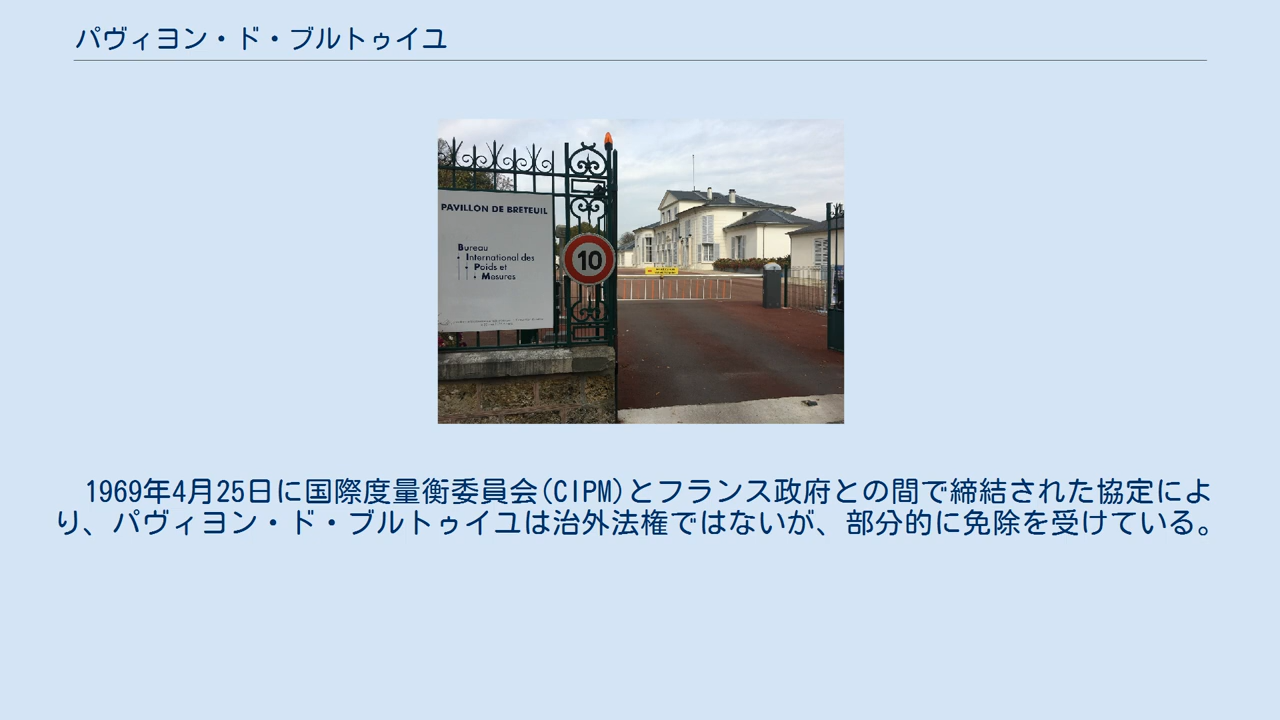 パヴィヨン・ド・ブルトゥイユ
PAVILLON DE BRETEUIL
Bureau
International des
Poids et
Mesures
10
1969年4月25日に国際度量衡委員会(CIPM)とフランス政府との間で締結された協定によ
り、パヴィヨン・ド・ブルトゥイユは治外法権ではないが、部分的に免除を受けている。